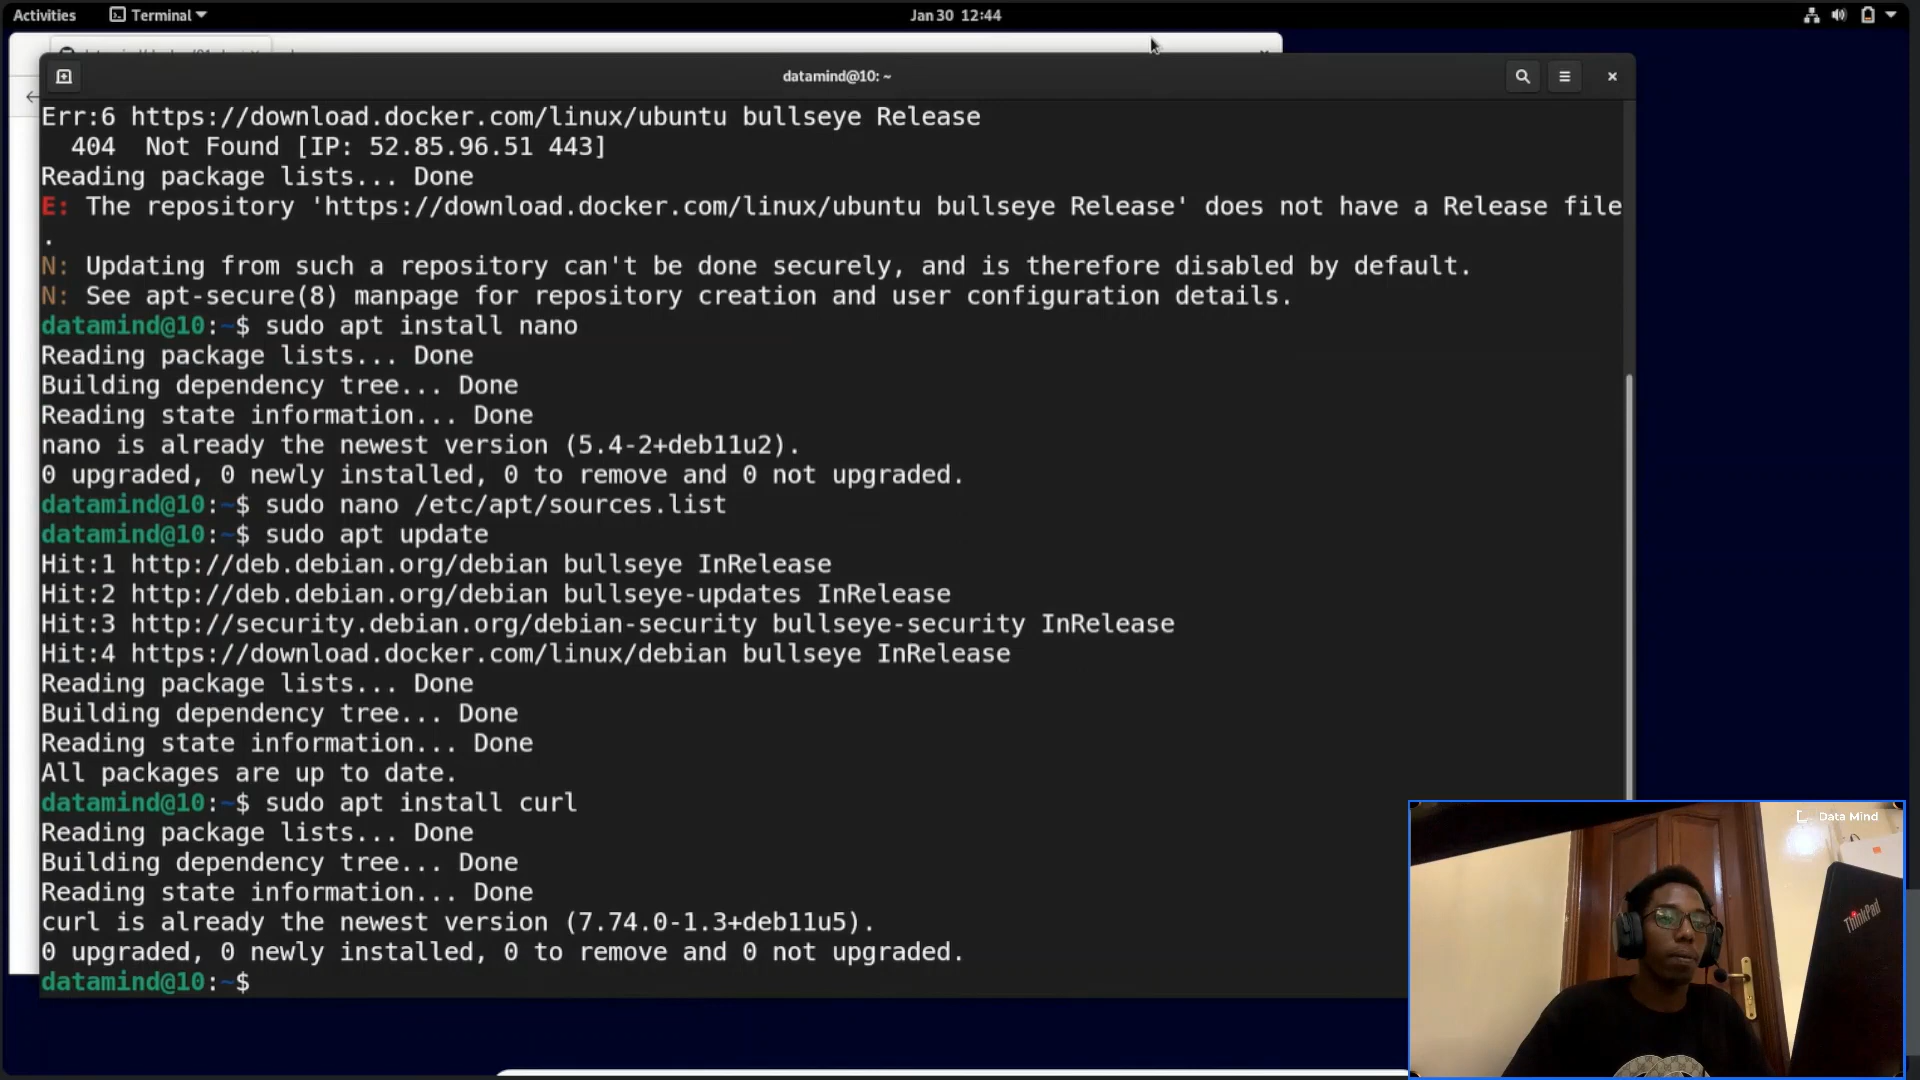 Activities Terminal Jan 30 12:44
datamind@10: ~
Err:6 https://download.docker.com/linux/ubuntu bullseye Release
  404  Not Found [IP: 52.85.96.51 443]
Reading package lists... Done
E: The repository 'https://download.docker.com/linux/ubuntu bullseye Release' does not have a Release file
.
N: Updating from such a repository can't be done securely, and is therefore disabled by default.
N: See apt-secure(8) manpage for repository creation and user configuration details.
datamind@10:~$ sudo apt install nano
Reading package lists... Done
Building dependency tree... Done
Reading state information... Done
nano is already the newest version (5.4-2+deb11u2).
0 upgraded, 0 newly installed, 0 to remove and 0 not upgraded.
datamind@10:~$ sudo nano /etc/apt/sources.list
datamind@10:~$ sudo apt update
Hit:1 http://deb.debian.org/debian bullseye InRelease
Hit:2 http://deb.debian.org/debian bullseye-updates InRelease
Hit:3 http://security.debian.org/debian-security bullseye-security InRelease
Hit:4 https://download.docker.com/linux/debian bullseye InRelease
Reading package lists... Done
Building dependency tree... Done
Reading state information... Done
All packages are up to date.
datamind@10:~$ sudo apt install curl
Reading package lists... Done
Building dependency tree... Done
Reading state information... Done
curl is already the newest version (7.74.0-1.3+deb11u5).
0 upgraded, 0 newly installed, 0 to remove and 0 not upgraded.
datamind@10:~$
Data Mind
ThinkPad